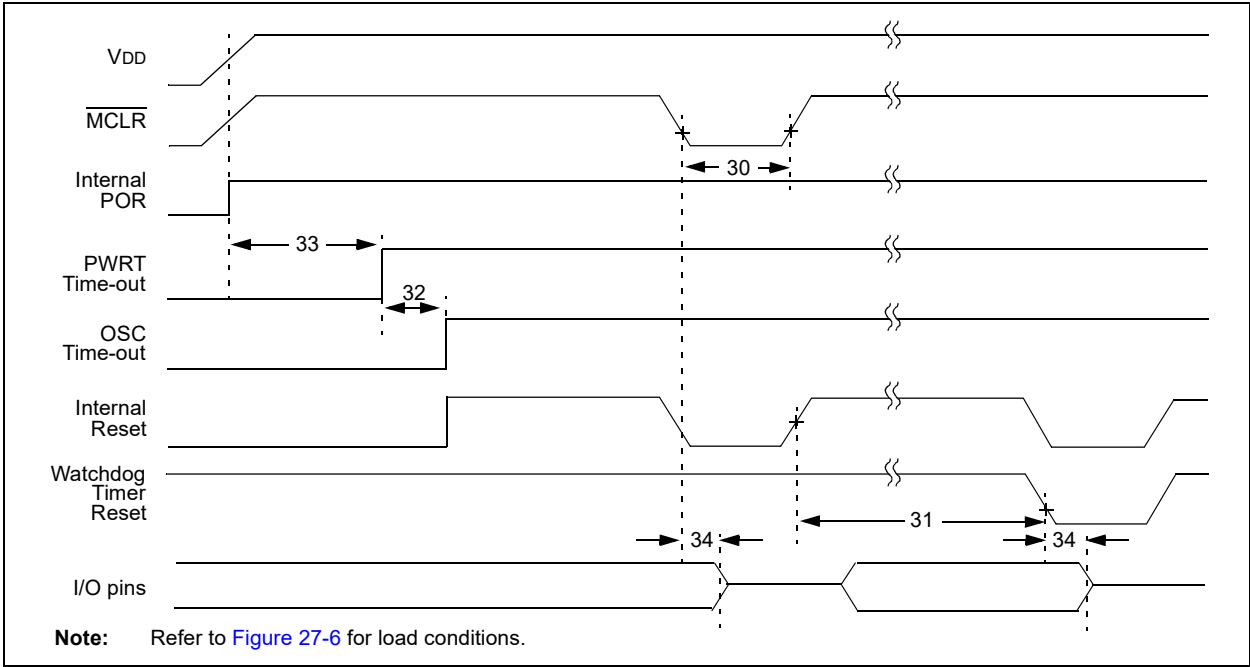 VDD
MCLR
30
Internal
POR
33
PWRT
Time-out
32
OSC
Time-out
Internal
Reset
Watchdog
Timer
Reset
31
34
34
I/O pins
Note: Refer to Figure 27-6 for load conditions.